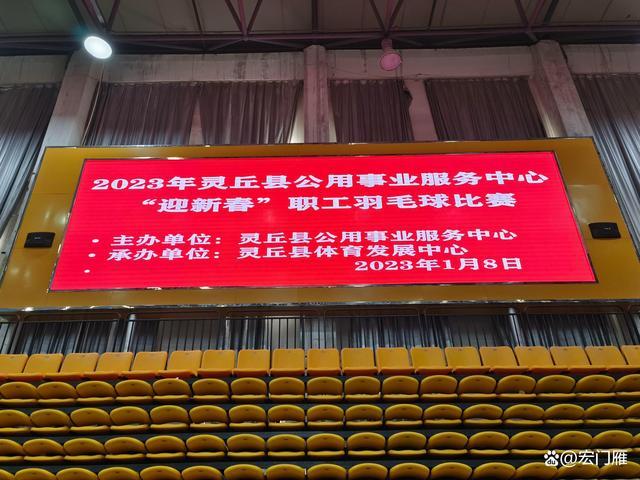 2023年灵丘县公用事业服务中心
“迎新春”职工羽毛球比赛
• 主办单位：灵丘县公用事业服务中心
• 承办单位：灵丘县体育发展中心
• 2023年1月8日
百家号@宏门雁